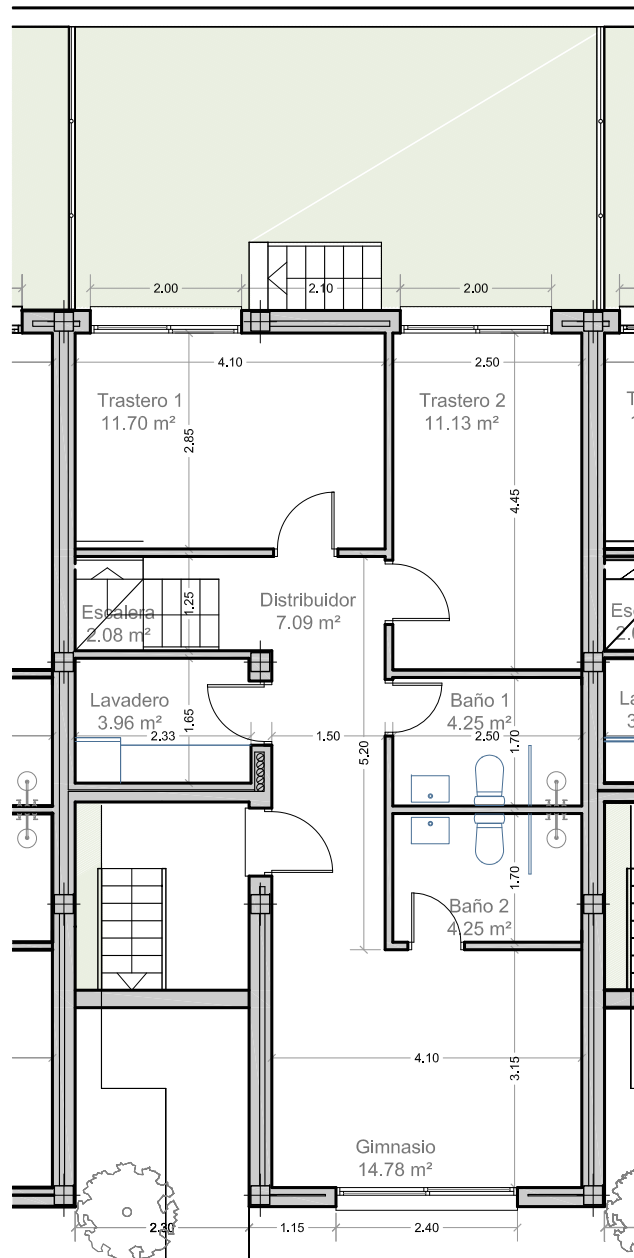 2.00
2.10
2.00
4.10
2.50
Trastero 1
11.70 m²
Trastero 2
11.13 m²
2.85
4.45
1.25
Escalera
2.08 m²
Distribuidor
7.09 m²
Lavadero
3.96 m²
1.65
2.33
1.50
Baño 1
4.25 m²
2.50
1.70
5.20
1.70
Baño 2
4.25 m²
4.10
3.15
Gimnasio
14.78 m²
2.30
1.15
2.40